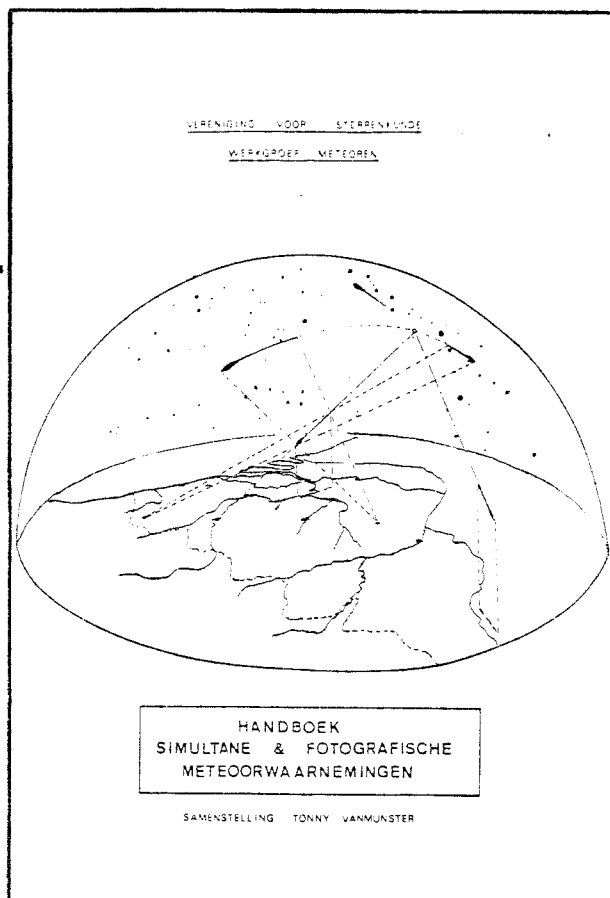 VERENIGING VOOR STERRENKUNDE
WERKGROEP METEOREN
HANDBOEK
SIMULTANE & FOTOGRAFISCHE
METEOORWAARNEMINGEN
SAMENSTELLING TONNY VANMUNSTER